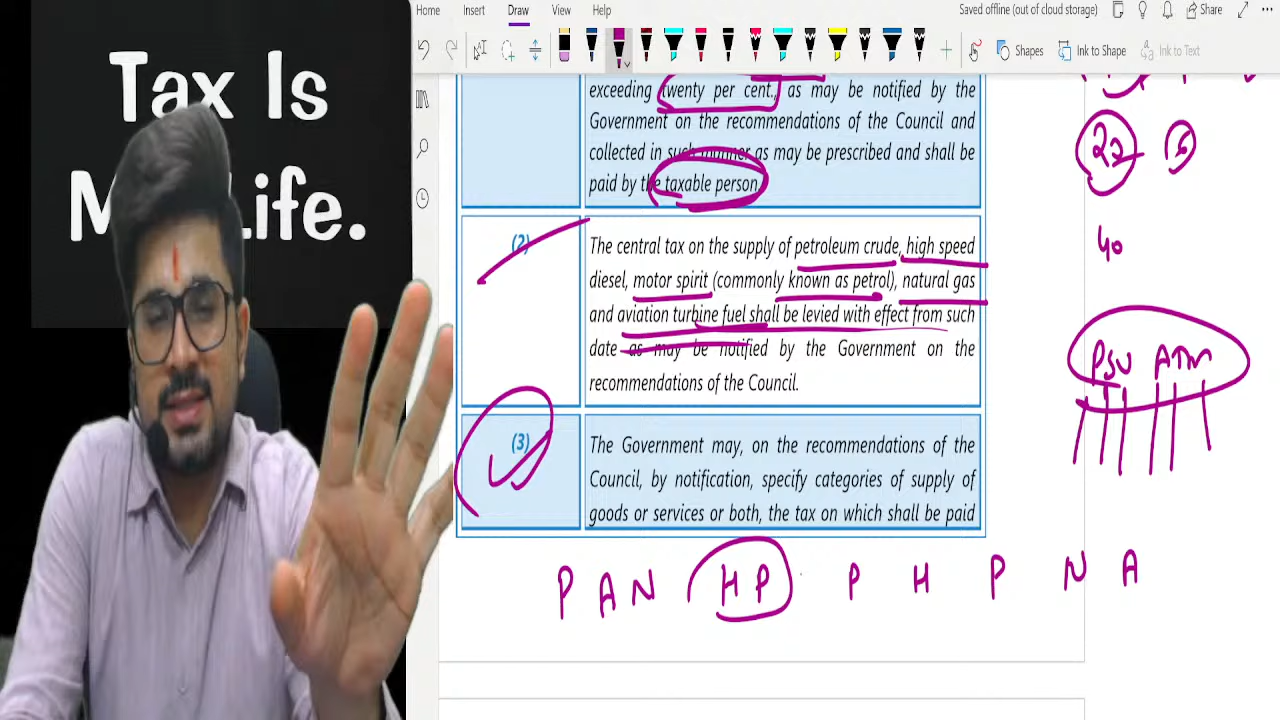 Home Insert Draw View Help
Saved offline (out of cloud storage) Share
Shapes Ink to Shape Ink to Text
Tax Is
Life.
exceeding twenty per cent., as may be notified by the
Government on the recommendations of the Council and
collected in such manner as may be prescribed and shall be
paid by the taxable person.
(2)
The central tax on the supply of petroleum crude, high speed
diesel, motor spirit (commonly known as petrol), natural gas
and aviation turbine fuel shall be levied with effect from such
date as may be notified by the Government on the
recommendations of the Council.
(3)
The Government may, on the recommendations of the
Council, by notification, specify categories of supply of
goods or services or both, the tax on which shall be paid
40
PSU ATM
PAN HP P H P N A